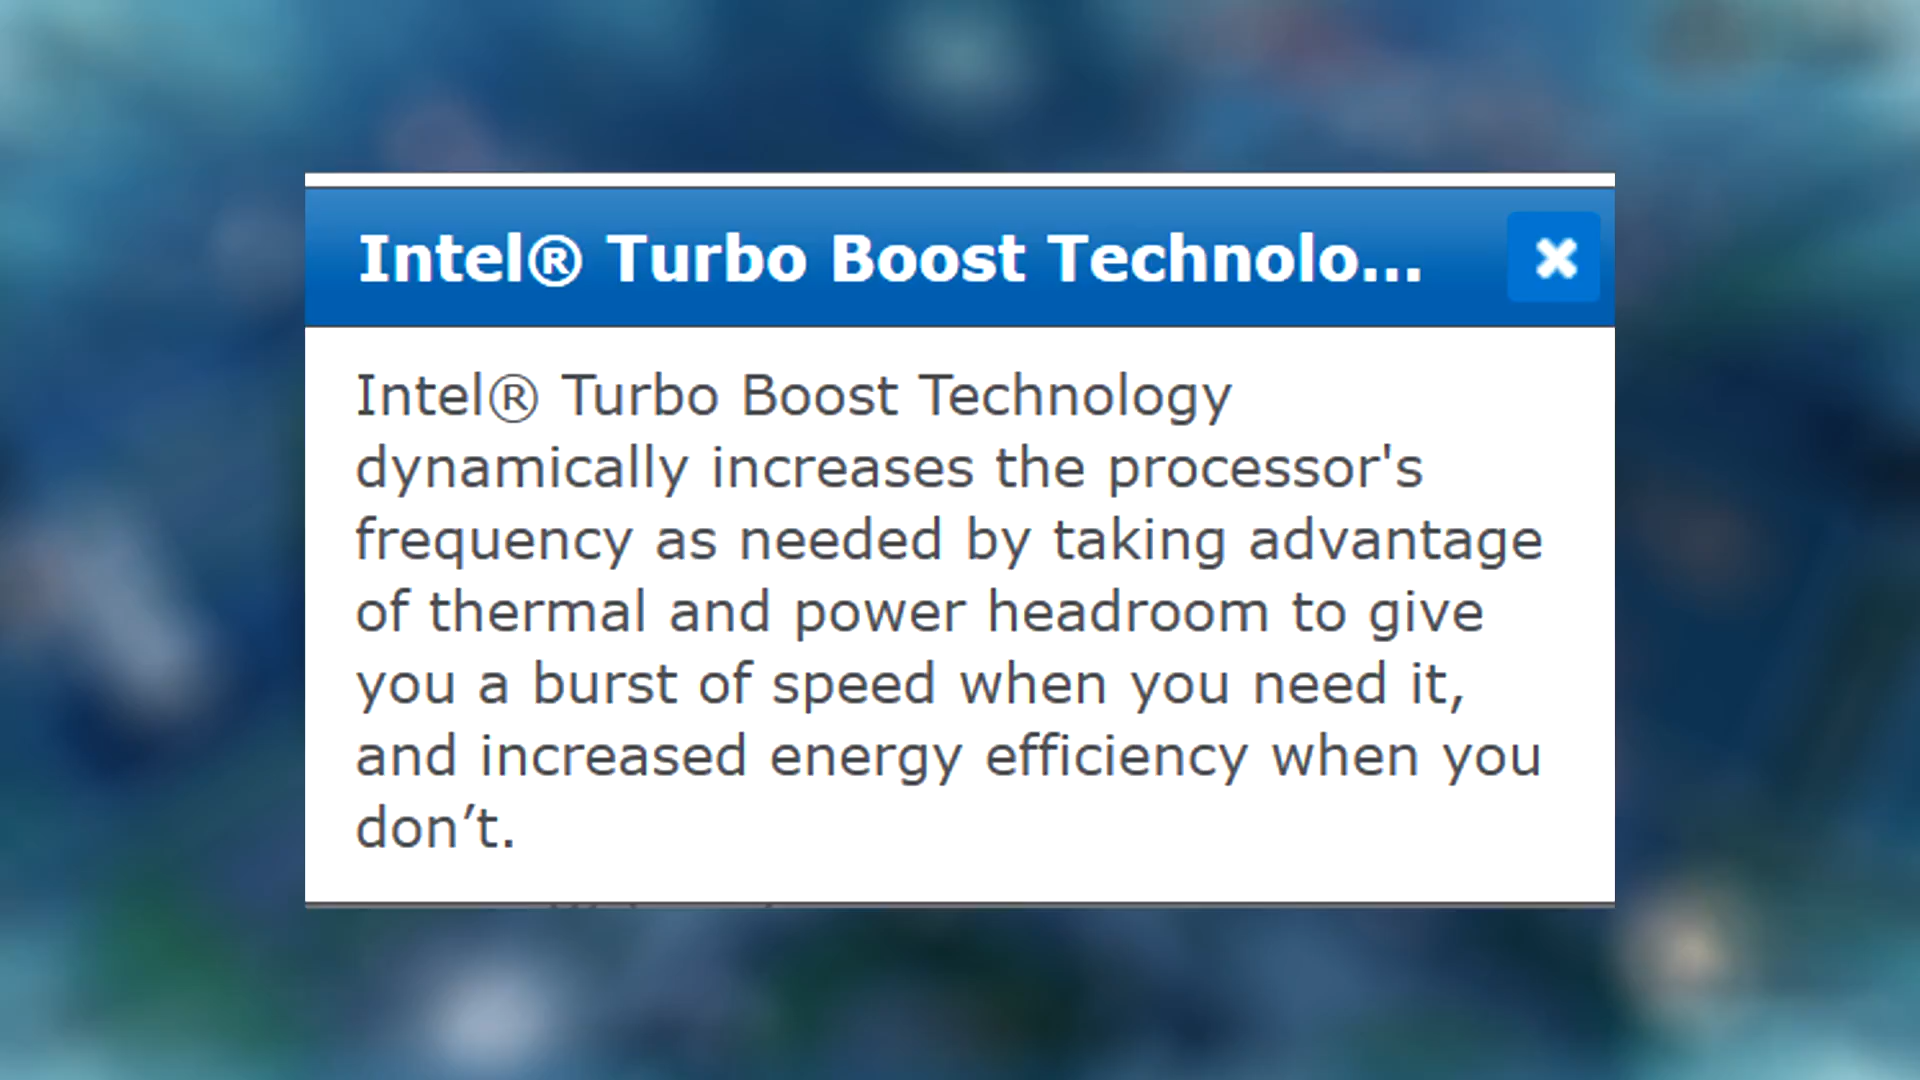 Intel® Turbo Boost Technolo...
Intel® Turbo Boost Technology
dynamically increases the processor's
frequency as needed by taking advantage
of thermal and power headroom to give
you a burst of speed when you need it,
and increased energy efficiency when you
don’t.